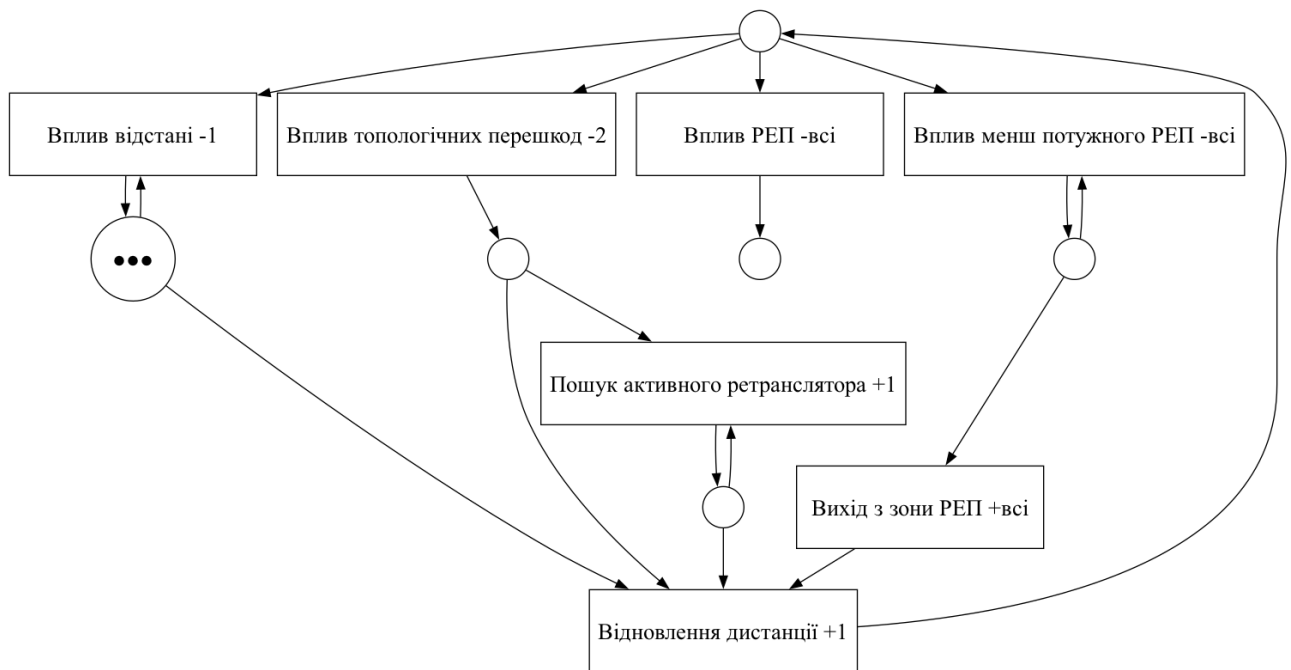 Вплив відстані -1
Вплив топологічних перешкод -2
Вплив РЕП -всі
Вплив менш потужного РЕП -всі
Пошук активного ретранслятора +1
Вихід з зони РЕП +всі
Відновлення дистанції +1